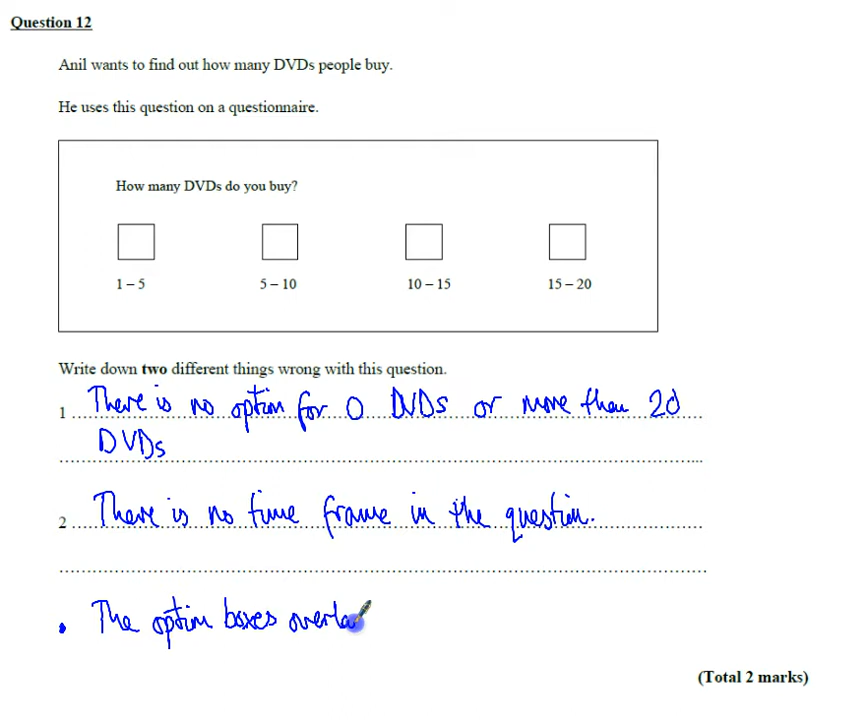 Question 12
Anil wants to find out how many DVDs people buy.
He uses this question on a questionnaire.
How many DVDs do you buy?
1 – 5 5 – 10 10 – 15 15 – 20
Write down two different things wrong with this question.
1 There is no option for 0 DVDs or more than 20
DVDs
2 There is no time frame in the question.
• The option boxes overla
(Total 2 marks)